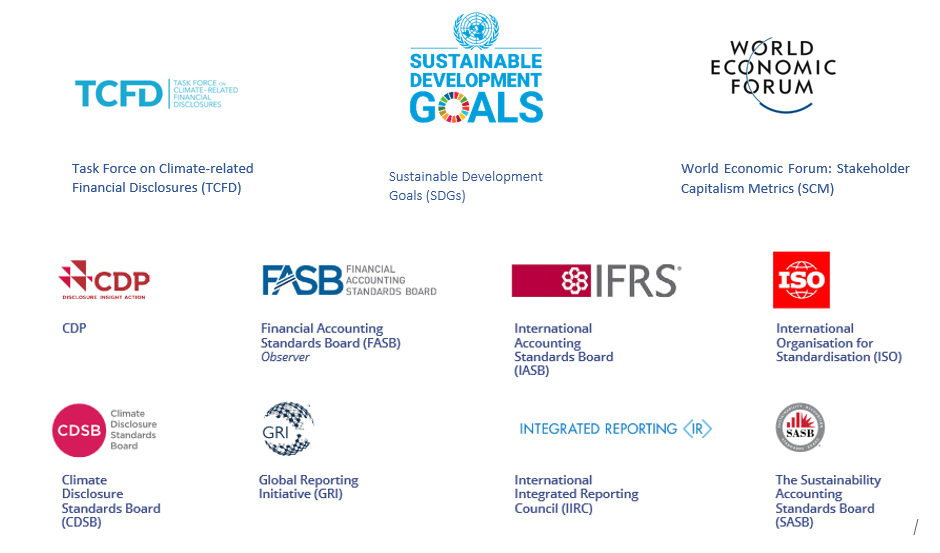 TCFD
TASK FORCE ON
CLIMATE-RELATED
FINANCIAL
DISCLOSURES
SUSTAINABLE
DEVELOPMENT
GOALS
WORLD
ECONOMIC
FORUM
Task Force on Climate-related
Financial Disclosures (TCFD)
Sustainable Development
Goals (SDGs)
World Economic Forum: Stakeholder
Capitalism Metrics (SCM)
CDP
DISCLOSURE INSIGHT ACTION
FASB
FINANCIAL
ACCOUNTING
STANDARDS BOARD
IFRS®
ISO
CDP
Financial Accounting
Standards Board (FASB)
Observer
International
Accounting
Standards Board
(IASB)
International
Organisation for
Standardisation (ISO)
CDSB
Climate
Disclosure
Standards
Board
GRI
INTEGRATED REPORTING <IR>
SASB
Climate
Disclosure
Standards Board
(CDSB)
Global Reporting
Initiative (GRI)
International
Integrated Reporting
Council (IIRC)
The Sustainability
Accounting
Standards Board
(SASB)
/